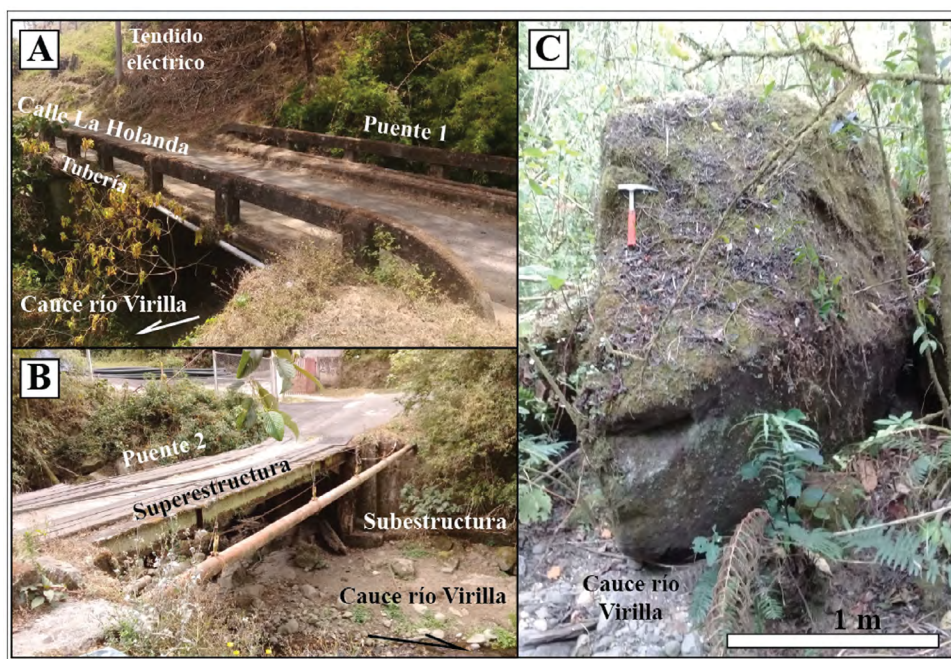 A
Tendido
eléctrico
Calle La Holanda
Puente 1
Tubería
Cauce río Virilla
B
Puente 2
Superestructura
Subestructura
Cauce río Virilla
C
Cauce río
Virilla
1 m